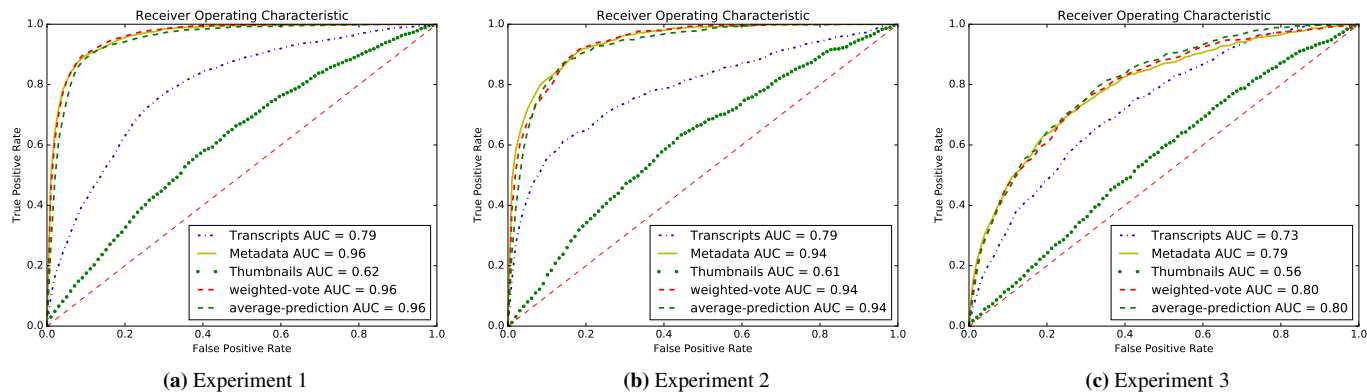 Receiver Operating Characteristic
1.0
0.8
0.6
0.4
0.2
0.0
True Positive Rate
Transcripts AUC = 0.79
Metadata AUC = 0.96
Thumbnails AUC = 0.62
weighted-vote AUC = 0.96
average-prediction AUC = 0.96
0.0 0.2 0.4 0.6 0.8 1.0
False Positive Rate
(a) Experiment 1
Receiver Operating Characteristic
1.0
0.8
0.6
0.4
0.2
0.0
True Positive Rate
Transcripts AUC = 0.79
Metadata AUC = 0.94
Thumbnails AUC = 0.61
weighted-vote AUC = 0.94
average-prediction AUC = 0.94
0.0 0.2 0.4 0.6 0.8 1.0
False Positive Rate
(b) Experiment 2
Receiver Operating Characteristic
1.0
0.8
0.6
0.4
0.2
0.0
True Positive Rate
Transcripts AUC = 0.73
Metadata AUC = 0.79
Thumbnails AUC = 0.56
weighted-vote AUC = 0.80
average-prediction AUC = 0.80
0.0 0.2 0.4 0.6 0.8 1.0
False Positive Rate
(c) Experiment 3